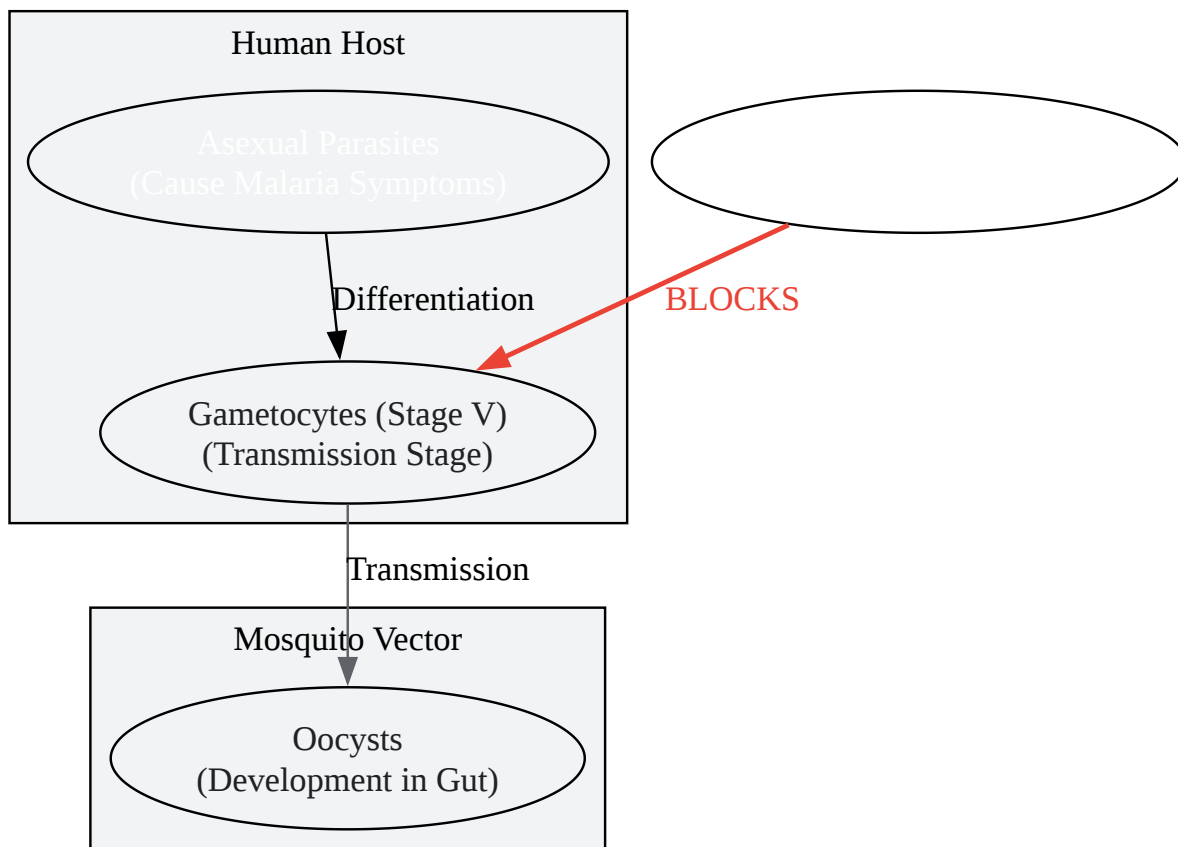 Human Host
Asexual Parasites
(Cause Malaria Symptoms)
Differentiation
BLOCKS
Gametocytes (Stage V)
(Transmission Stage)
Transmission
Mosquito Vector
Oocysts
(Development in Gut)